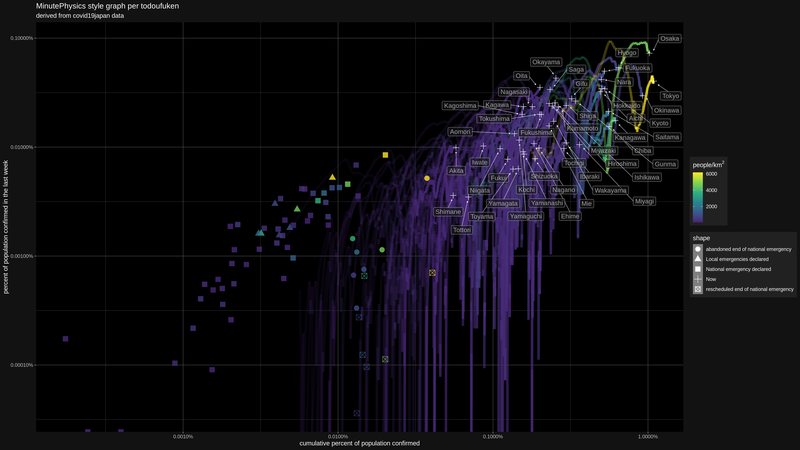 MinutePhysics style graph per todoufuken
derived from covid19japan data
percent of population confirmed in the last week
0.10000%
0.01000%
0.00100%
0.00010%
Osaka
Hyogo
Okayama
Saga
Fukuoka
Oita
Gifu
Nara
Nagasaki
Tokyo
Kagoshima
Kagawa
Hokkaido
Okinawa
Tokushima
Shiga
Aichi
Kyoto
Aomori
Fukushima
Kumamoto
Kanagawa
Saitama
Miyazaki
Chiba
Akita
Iwate
Tochigi
Hiroshima
Gunma
Fukui
Shizuoka
Ibaraki
Ishikawa
Niigata
Kochi
Nagano
Wakayama
Shimane
Yamagata
Yamanashi
Mie
Miyagi
Toyama
Yamaguchi
Ehime
Tottori
0.0010%
0.0100%
0.1000%
1.0000%
cumulative percent of population confirmed
people/km²
6000
4000
2000
shape
abandoned end of national emergency
Local emergencies declared
National emergency declared
Now
rescheduled end of national emergency